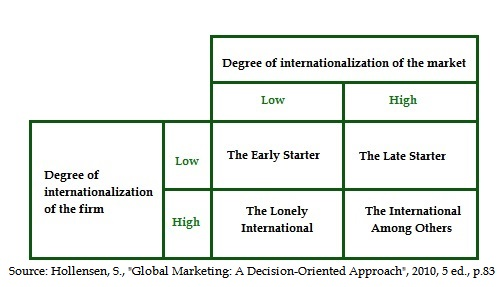 Degree of internationalization of the market
Low
High
Degree of
internationalization
of the firm
Low
The Early Starter
The Late Starter
High
The Lonely
International
The International
Among Others
Source: Hollensen, S., "Global Marketing: A Decision-Oriented Approach", 2010, 5 ed., p.83